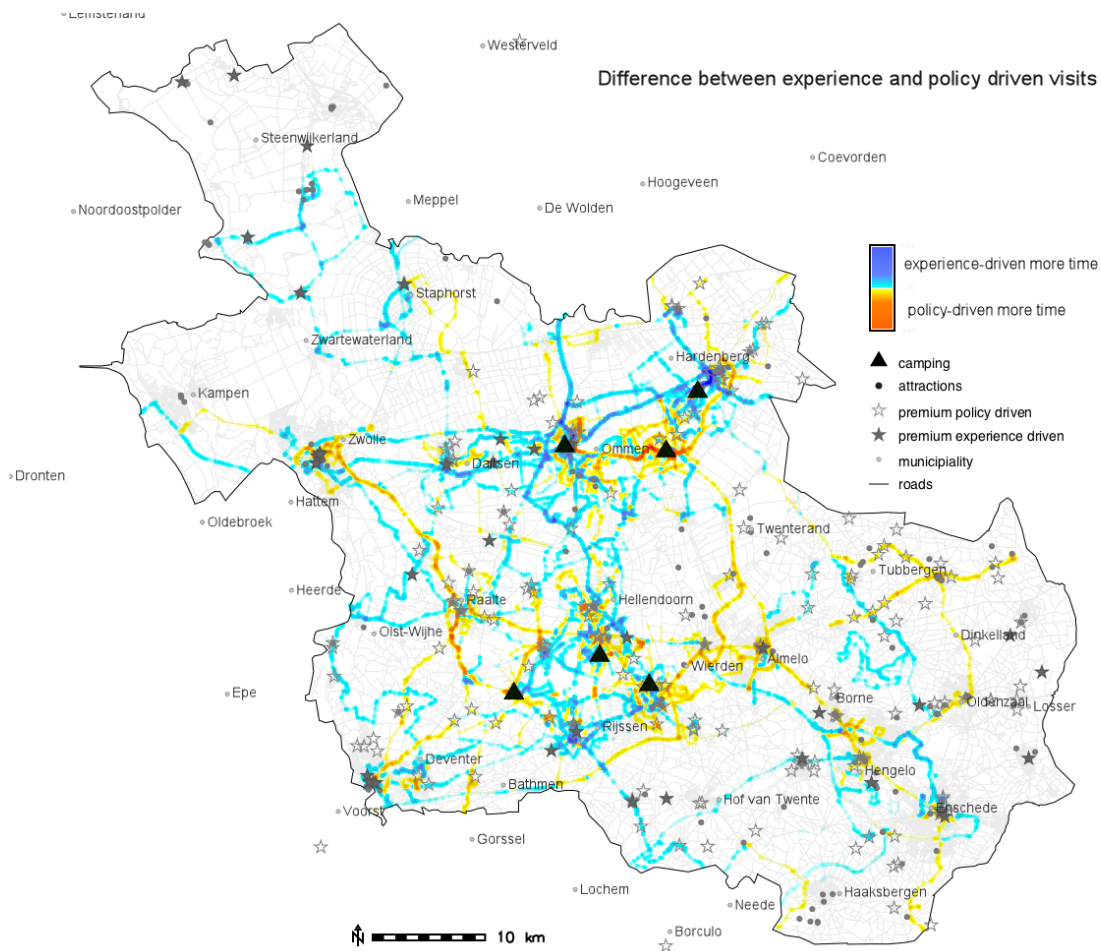 Lemsterland
Westerveld
Difference between experience and policy driven visits
Steenwijkerland
Coevorden
Hoogeveen
Meppel
De Wolden
Noordoostpolder
experience-driven more time
policy-driven more time
Staphorst
Zwartewaterland
Hardenberg
camping
attractions
premium policy driven
premium experience driven
municipiality
roads
Kampen
Zwolle
Ommen
Dalfsen
Dronten
Hattem
Oldebroek
Twenterand
Tubbergen
Heerde
Raalte
Hellendoorn
Olst-Wijhe
Dinkelland
Wierden
Almelo
Epe
Borne
Oldenzaal
Losser
Rijssen
Deventer
Hengelo
Bathmen
Hof van Twente
Voorst
Enschede
Gorssel
Lochem
Haaksbergen
Neede
Borculo
N
10 km